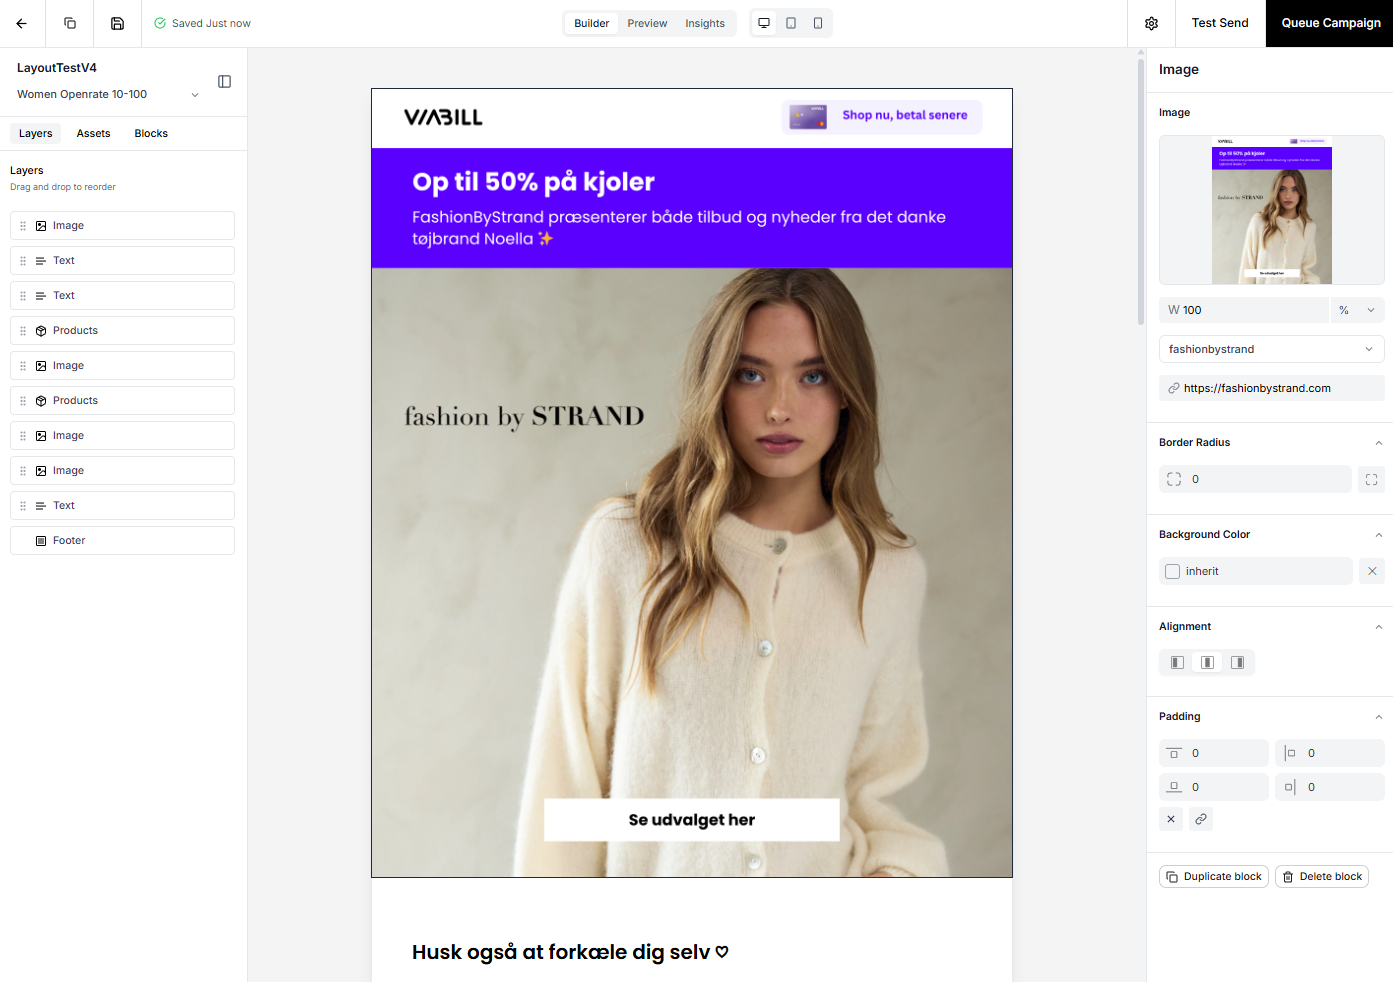 Saved Just now
Builder
Preview
Insights
Test Send
Queue Campaign
LayoutTestV4
Women Openrate 10-100
Layers
Assets
Blocks
Layers
Drag and drop to reorder
Image
Text
Text
Products
Image
Products
Image
Image
Text
Footer
VIABILL
Shop nu, betal senere
Op til 50% på kjoler
FashionByStrand præsenterer både tilbud og nyheder fra det danke
tøjbrand Noella ✨
fashion by STRAND
Se udvalget her
Husk også at forkæle dig selv ♡
Image
Image
W 100
%
fashionbystrand
https://fashionbystrand.com
Border Radius
0
Background Color
inherit
Alignment
Padding
0
0
0
0
Duplicate block
Delete block